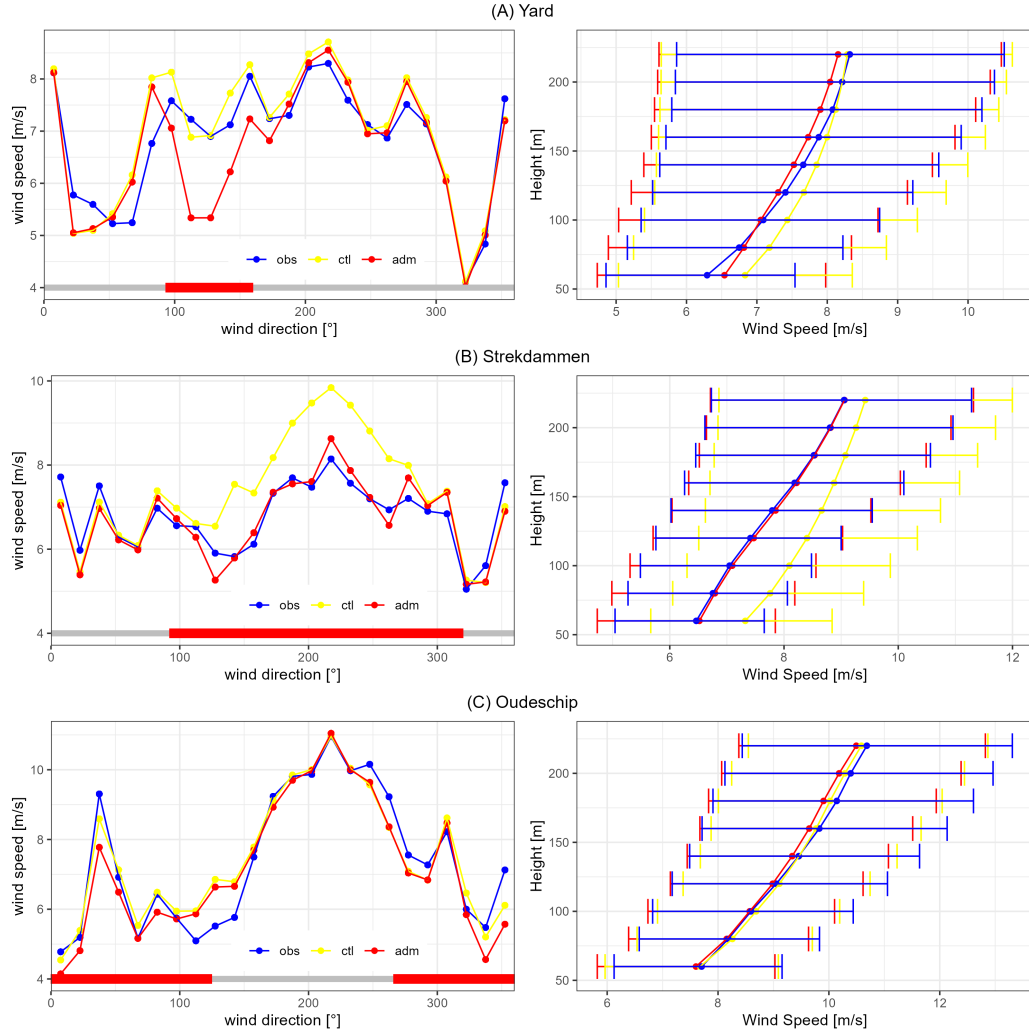 (A) Yard
wind speed [m/s]
8
7
6
5
4
obs ctl adm
0 100 200 300
wind direction [°]
Height [m]
200
150
100
50
5 6 7 8 9 10
Wind Speed [m/s]
(B) Strekdammen
wind speed [m/s]
10
8
6
4
obs ctl adm
0 100 200 300
wind direction [°]
Height [m]
200
150
100
50
6 8 10 12
Wind Speed [m/s]
(C) Oudeschip
wind speed [m/s]
10
8
6
4
obs ctl adm
0 100 200 300
wind direction [°]
Height [m]
200
150
100
50
6 8 10 12
Wind Speed [m/s]